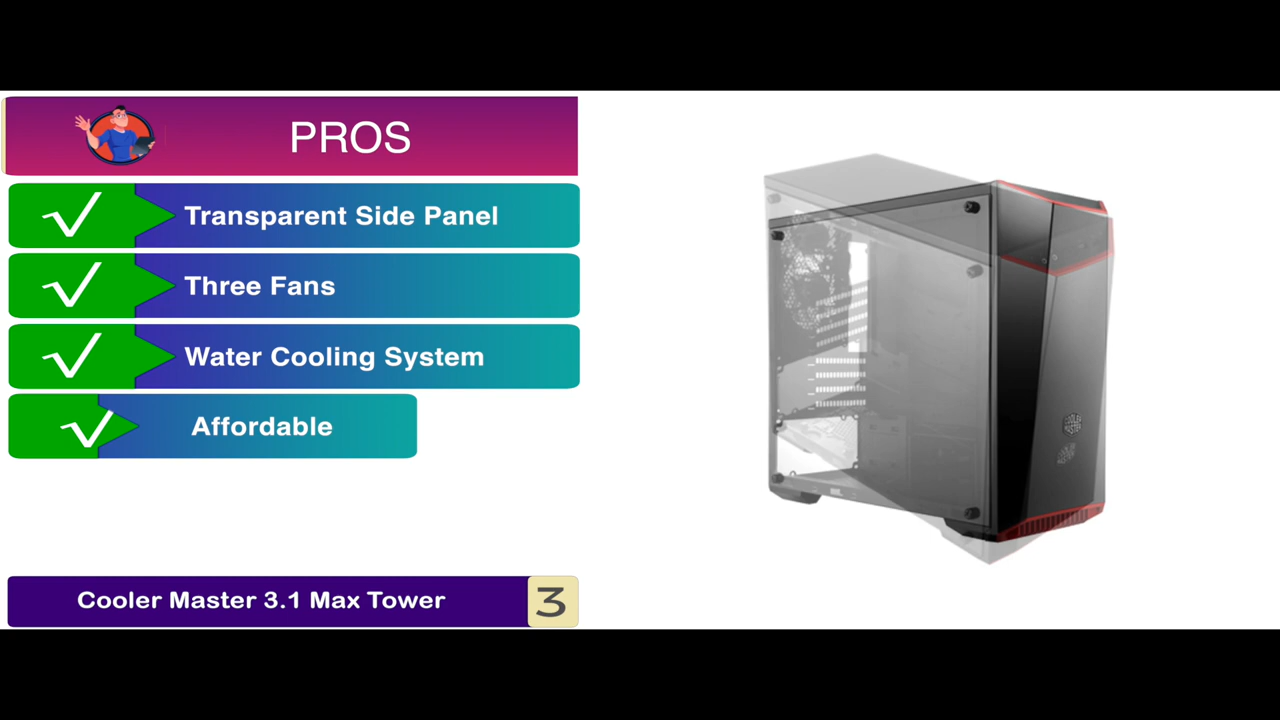 PROS
Transparent Side Panel
Three Fans
Water Cooling System
Affordable
Cooler Master 3.1 Max Tower
3